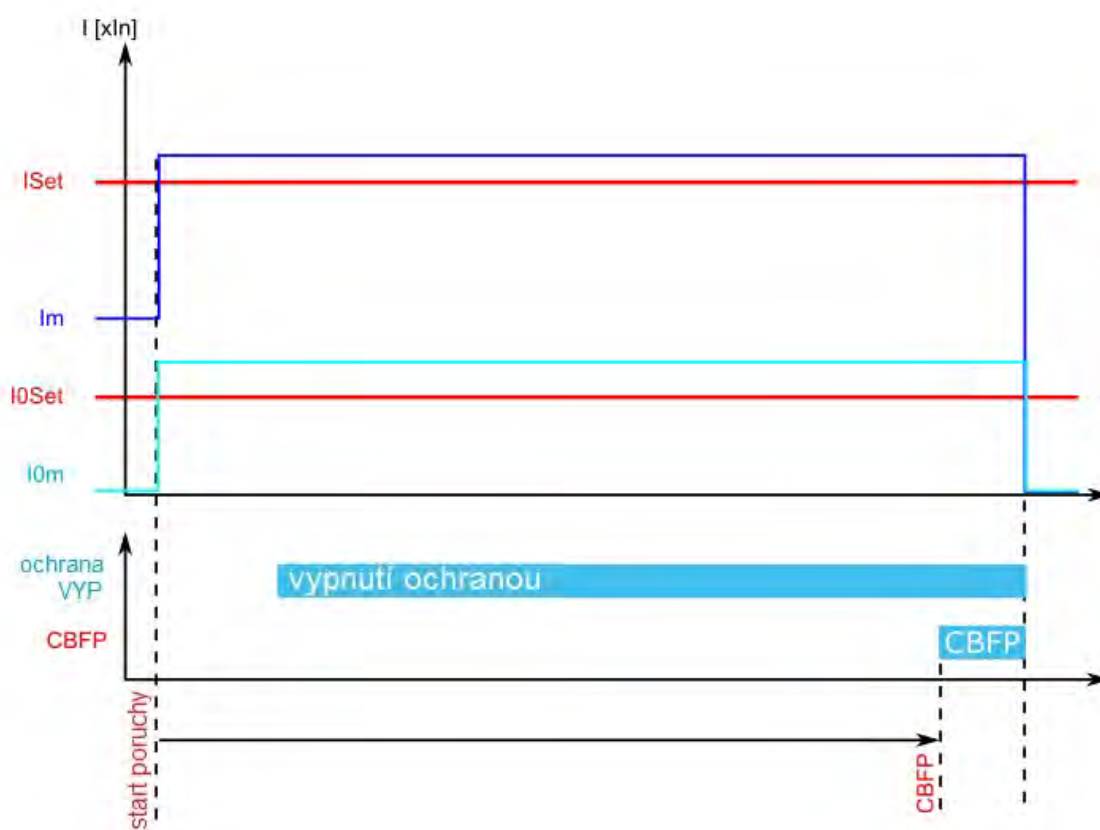 I [xIn]
ISet
Im
I0Set
I0m
ochrana
VYP
vypnutí ochranou
CBFP
CBFP
start poruchy
CBFP